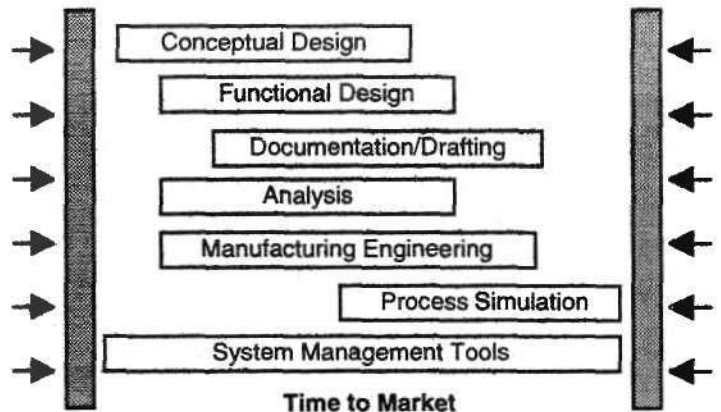 Conceptual Design
Functional Design
Documentation/Drafting
Analysis
Manufacturing Engineering
Process Simulation
System Management Tools
Time to Market